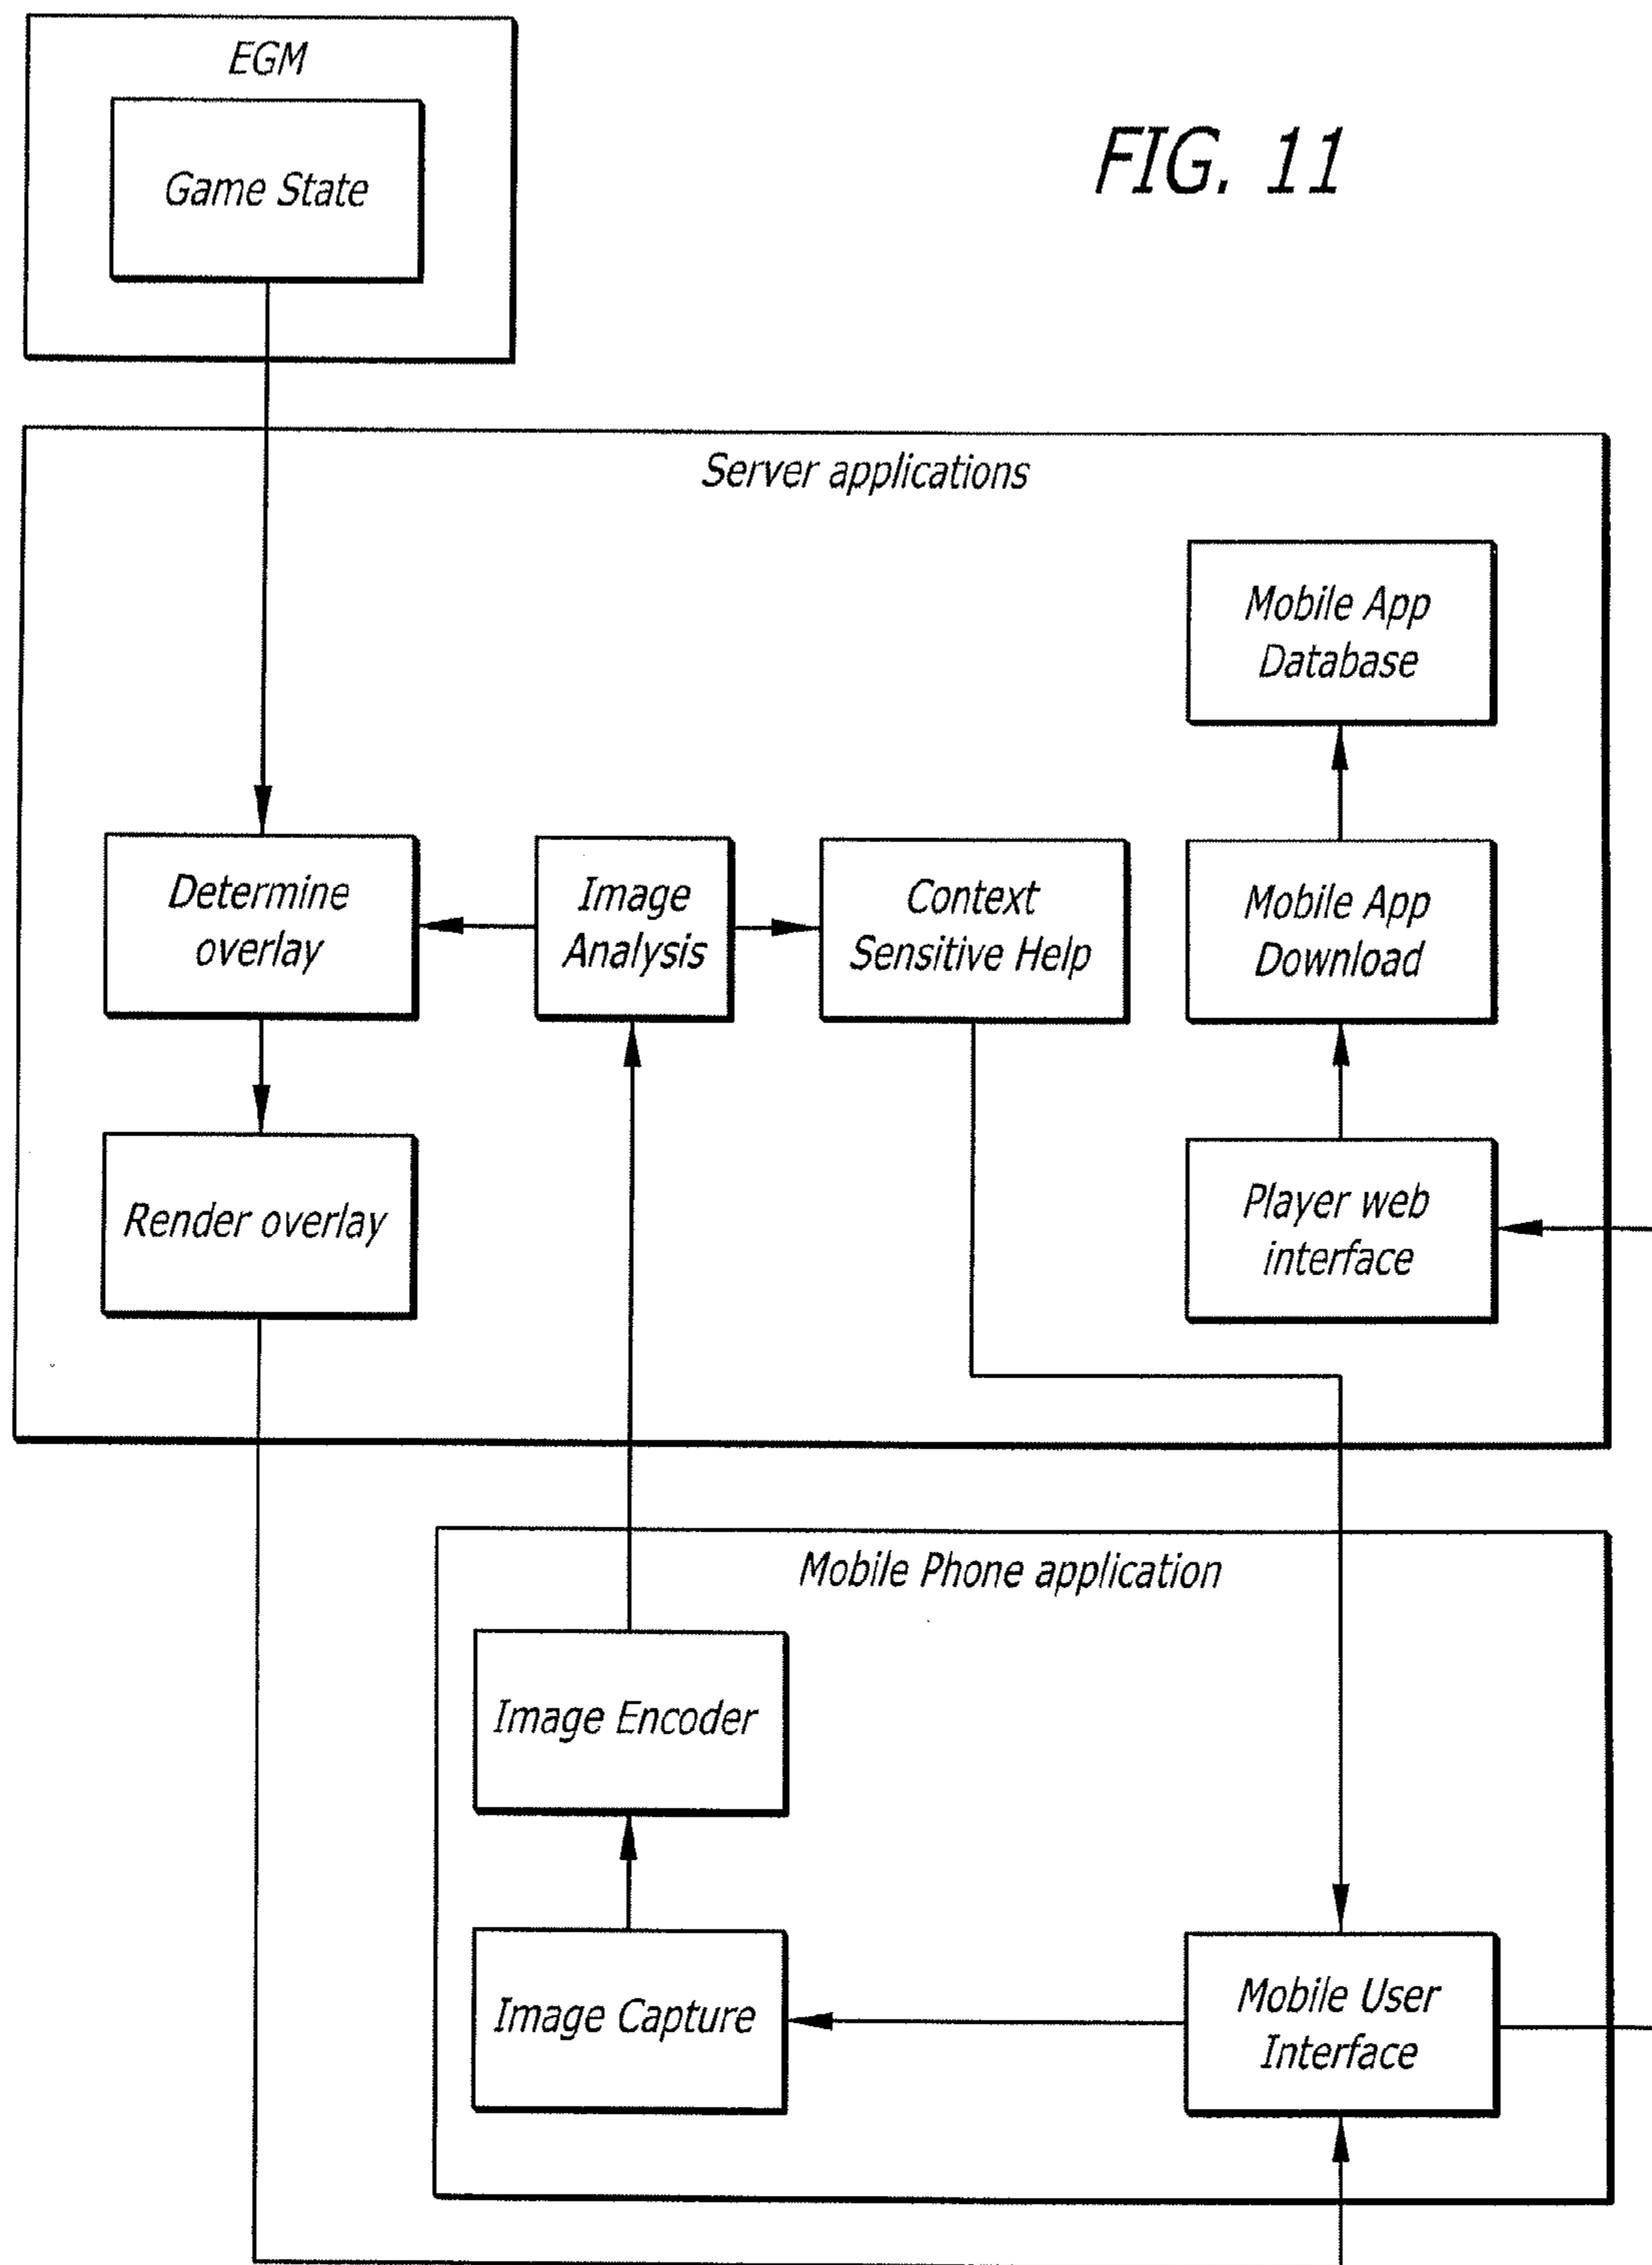 EGM
Game State
FIG. 11
Server applications
Mobile App
Database
Determine
overlay
Image
Analysis
Context
Sensitive Help
Mobile App
Download
Render overlay
Player web
interface
Mobile Phone application
Image Encoder
Image Capture
Mobile User
Interface